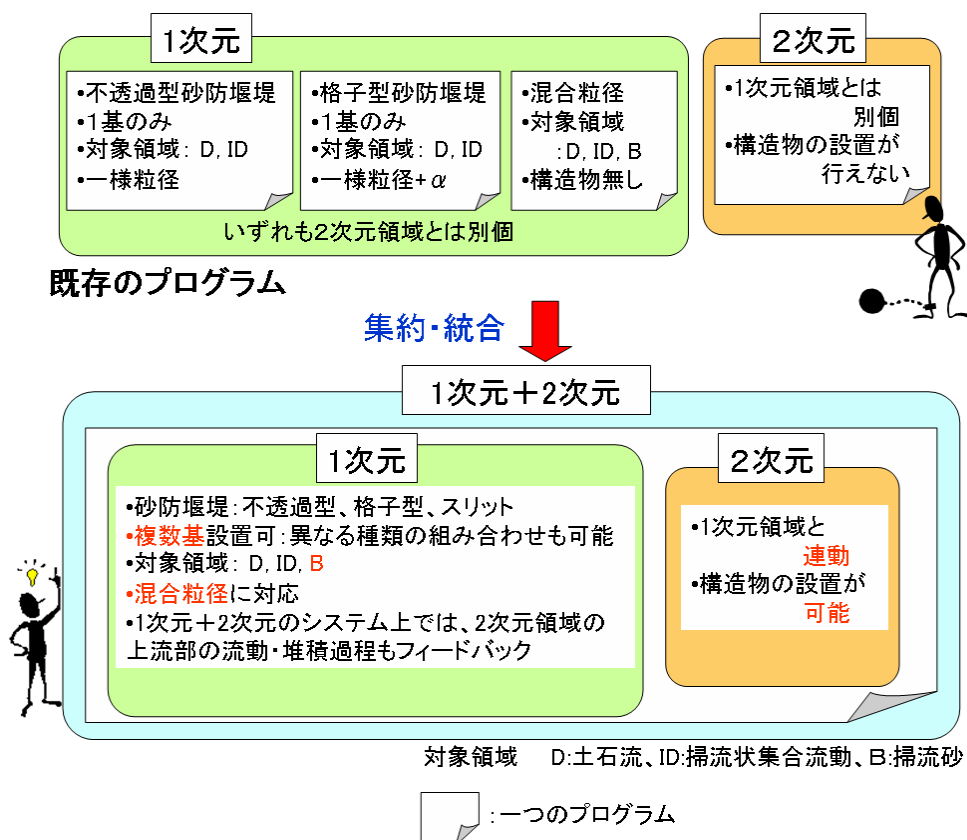 1次元
•不透過型砂防堰堤
•1基のみ
•対象領域: D, ID
•一様粒径
•格子型砂防堰堤
•1基のみ
•対象領域: D, ID
•一様粒径+α
•混合粒径
•対象領域
:D, ID, B
•構造物無し
いずれも2次元領域とは別個
2次元
•1次元領域とは
別個
•構造物の設置が
行えない
既存のプログラム
集約・統合
1次元＋2次元
1次元
•砂防堰堤:不透過型、格子型、スリット
•複数基設置可:異なる種類の組み合わせも可能
•対象領域: D, ID, B
•混合粒径に対応
•1次元＋2次元のシステム上では、2次元領域の
上流部の流動・堆積過程もフィードバック
2次元
•1次元領域と
連動
•構造物の設置が
可能
対象領域 D:土石流、ID:掃流状集合流動、B:掃流砂
:一つのプログラム